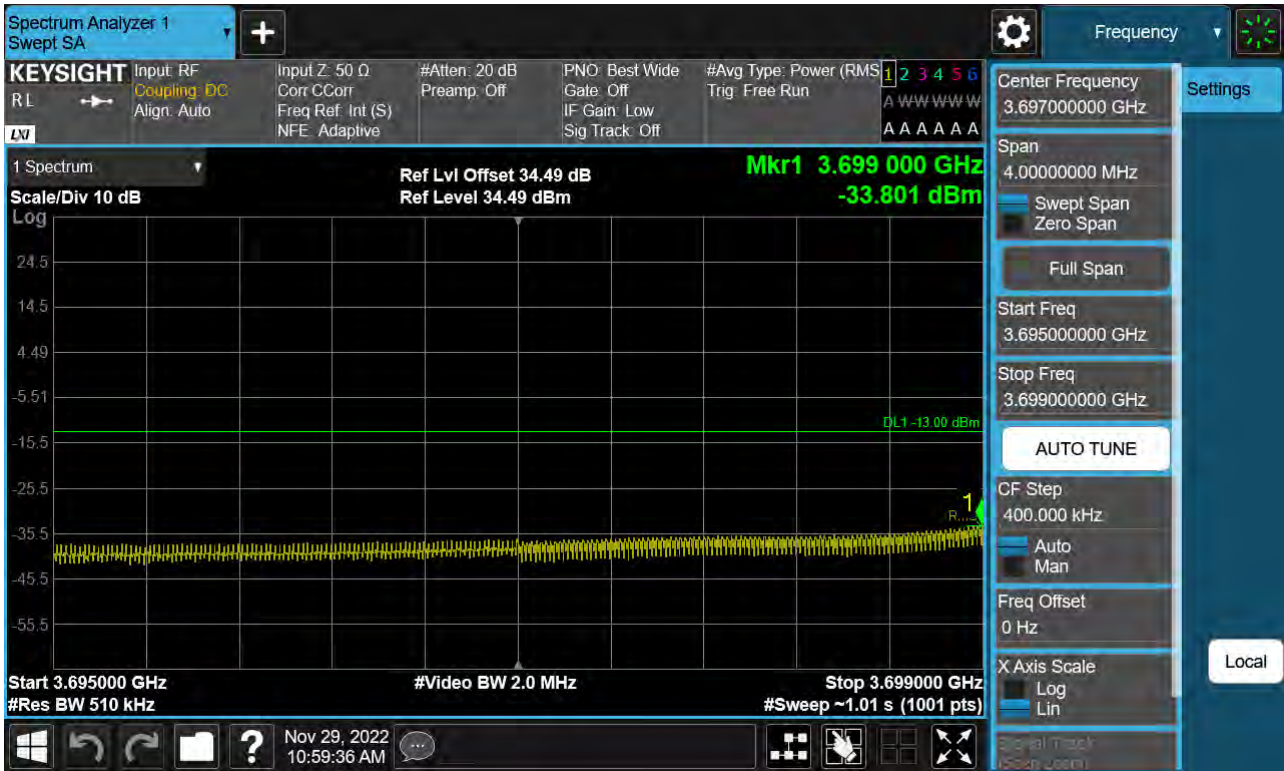 Spectrum Analyzer 1
Swept SA
+
Frequency
KEYSIGHT
RL
LXI
Input: RF
Coupling: DC
Align: Auto
Input Z: 50 Ω
Corr CCorr
Freq Ref: Int (S)
NFE: Adaptive
#Atten: 20 dB
Preamp: Off
PNO: Best Wide
Gate: Off
IF Gain: Low
Sig Track: Off
#Avg Type: Power (RMS
Trig: Free Run
1 2 3 4 5 6
A W W W W W
A A A A A A
1 Spectrum
Scale/Div 10 dB
Log
Ref Lvl Offset 34.49 dB
Ref Level 34.49 dBm
Mkr1 3.699 000 GHz
-33.801 dBm
24.5
14.5
4.49
-5.51
DL1 -13.00 dBm
-15.5
-25.5
1
-35.5
-45.5
-55.5
Start 3.695000 GHz
#Res BW 510 kHz
#Video BW 2.0 MHz
Stop 3.699000 GHz
#Sweep ~1.01 s (1001 pts)
Center Frequency
3.697000000 GHz
Settings
Span
4.00000000 MHz
Swept Span
Zero Span
Full Span
Start Freq
3.695000000 GHz
Stop Freq
3.699000000 GHz
AUTO TUNE
CF Step
400.000 kHz
Auto
Man
Freq Offset
0 Hz
X Axis Scale
Log
Lin
Local
Signal Track
(Span Zoom)
?
Nov 29, 2022
10:59:36 AM